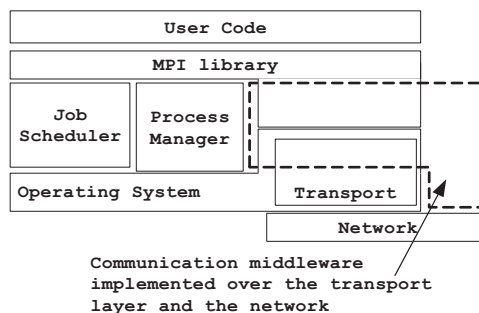 User Code
MPI library
Job
Scheduler
Process
Manager
Operating System
Transport
Network
Communication middleware
implemented over the transport
layer and the network